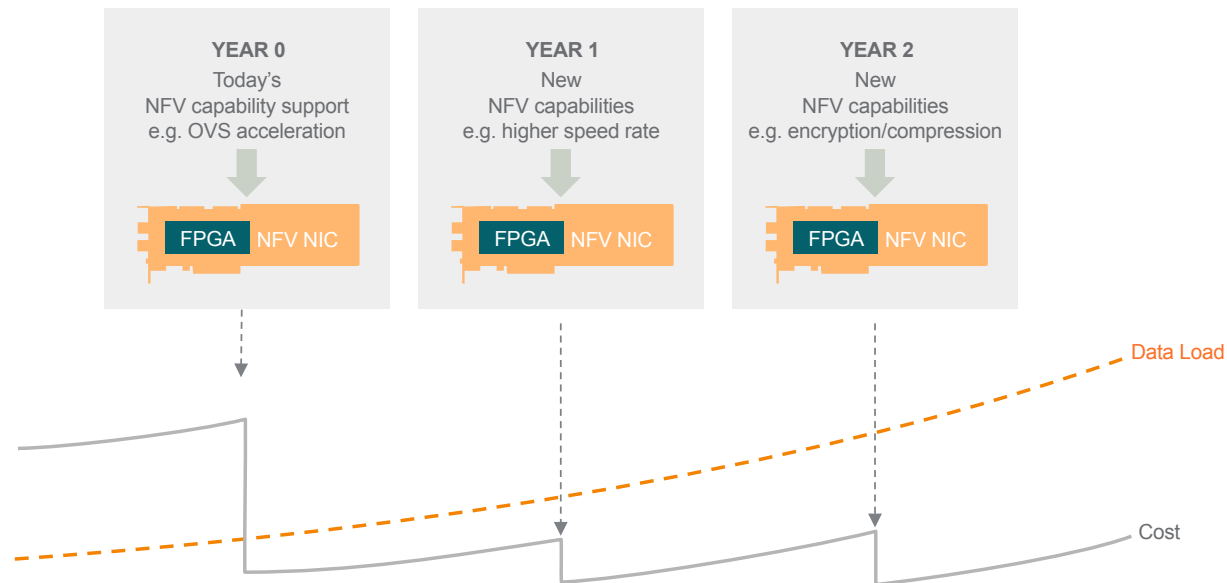 YEAR 0
Today's
NFV capability support
e.g. OVS acceleration
FPGA
NFV NIC
YEAR 1
New
NFV capabilities
e.g. higher speed rate
FPGA
NFV NIC
YEAR 2
New
NFV capabilities
e.g. encryption/compression
FPGA
NFV NIC
Data Load
Cost